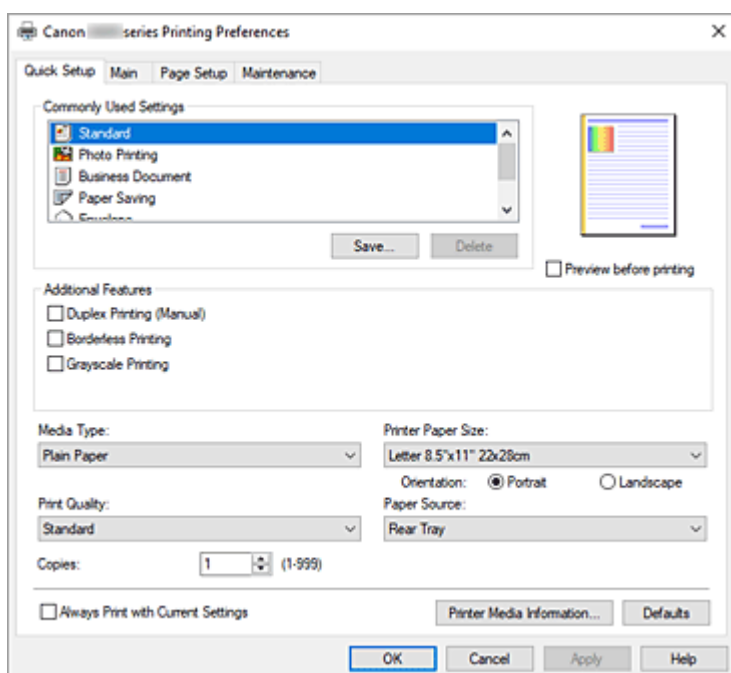 Canon series Printing Preferences
Quick Setup Main Page Setup Maintenance
Commonly Used Settings
Standard
Photo Printing
Business Document
Paper Saving
Save... Delete
Preview before printing
Additional Features
Duplex Printing (Manual)
Borderless Printing
Grayscale Printing
Media Type: Printer Paper Size:
Plain Paper Letter 8.5"x11" 22x28cm
Orientation: Portrait Landscape
Print Quality: Paper Source:
Standard Rear Tray
Copies: 1 (1-999)
Always Print with Current Settings Printer Media Information... Defaults
OK Cancel Apply Help